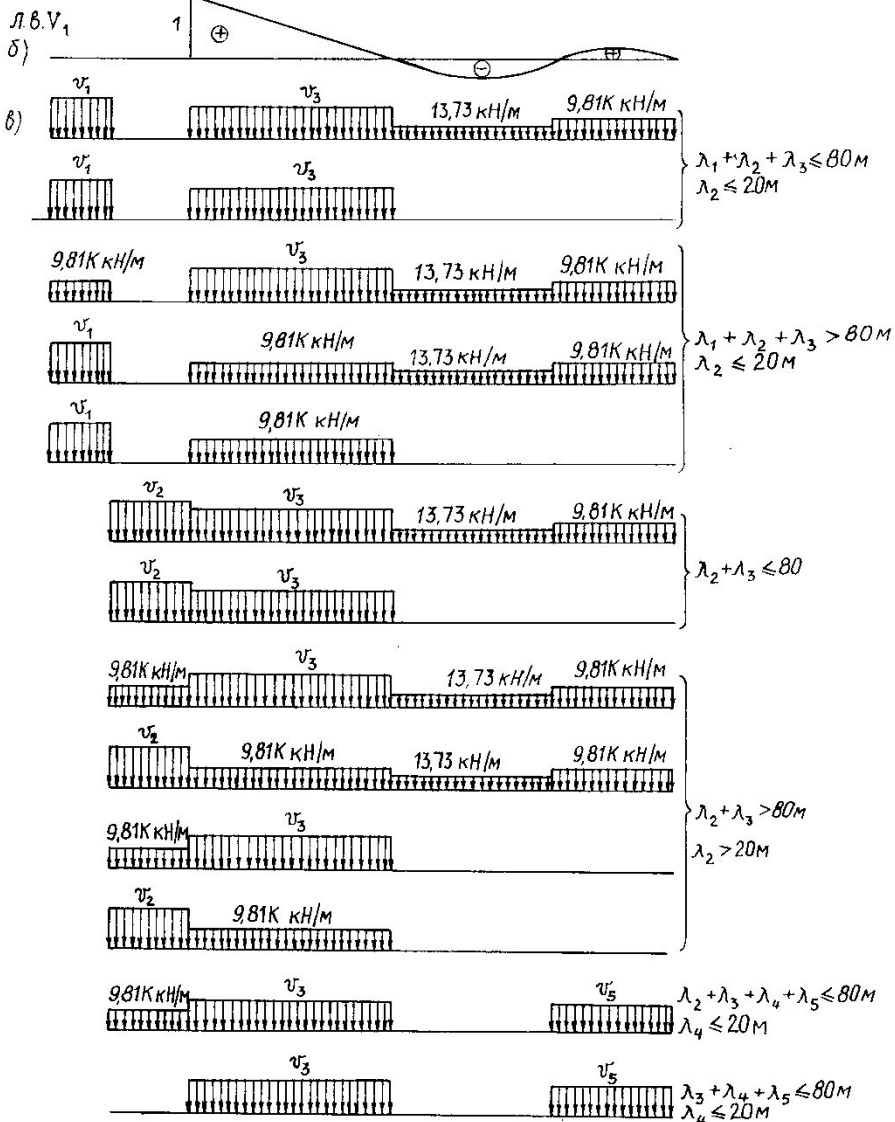 л.в.V₁ 1 ⊕
б) ⊖ ⊕
в) v₁ v₃ 13,73 кН/м 9,81К кН/м
v₁ v₃
λ₁ + λ₂ + λ₃ ≤ 80м
λ₂ ≤ 20м
9,81К кН/м v₃ 13,73 кН/м 9,81К кН/м
v₁ 9,81К кН/м 13,73 кН/м 9,81К кН/м
λ₁ + λ₂ + λ₃ > 80м
λ₂ ≤ 20м
v₁ 9,81К кН/м
v₂ v₃ 13,73 кН/м 9,81К кН/м
λ₂+λ₃ ≤80
v₂ v₃
9,81К кН/м v₃ 13,73 кН/м 9,81К кН/м
v₂ 9,81К кН/м 13,73 кН/м 9,81К кН/м
λ₂+λ₃ >80м
λ₂ >20м
9,81К кН/м v₃
v₂ 9,81К кН/м
9,81К кН/м v₃ v₅ λ₂+λ₃+λ₄+λ₅ ≤80м
λ₄ ≤20м
v₃ v₅ λ₃+λ₄+λ₅ ≤80м
λ₄ ≤20м